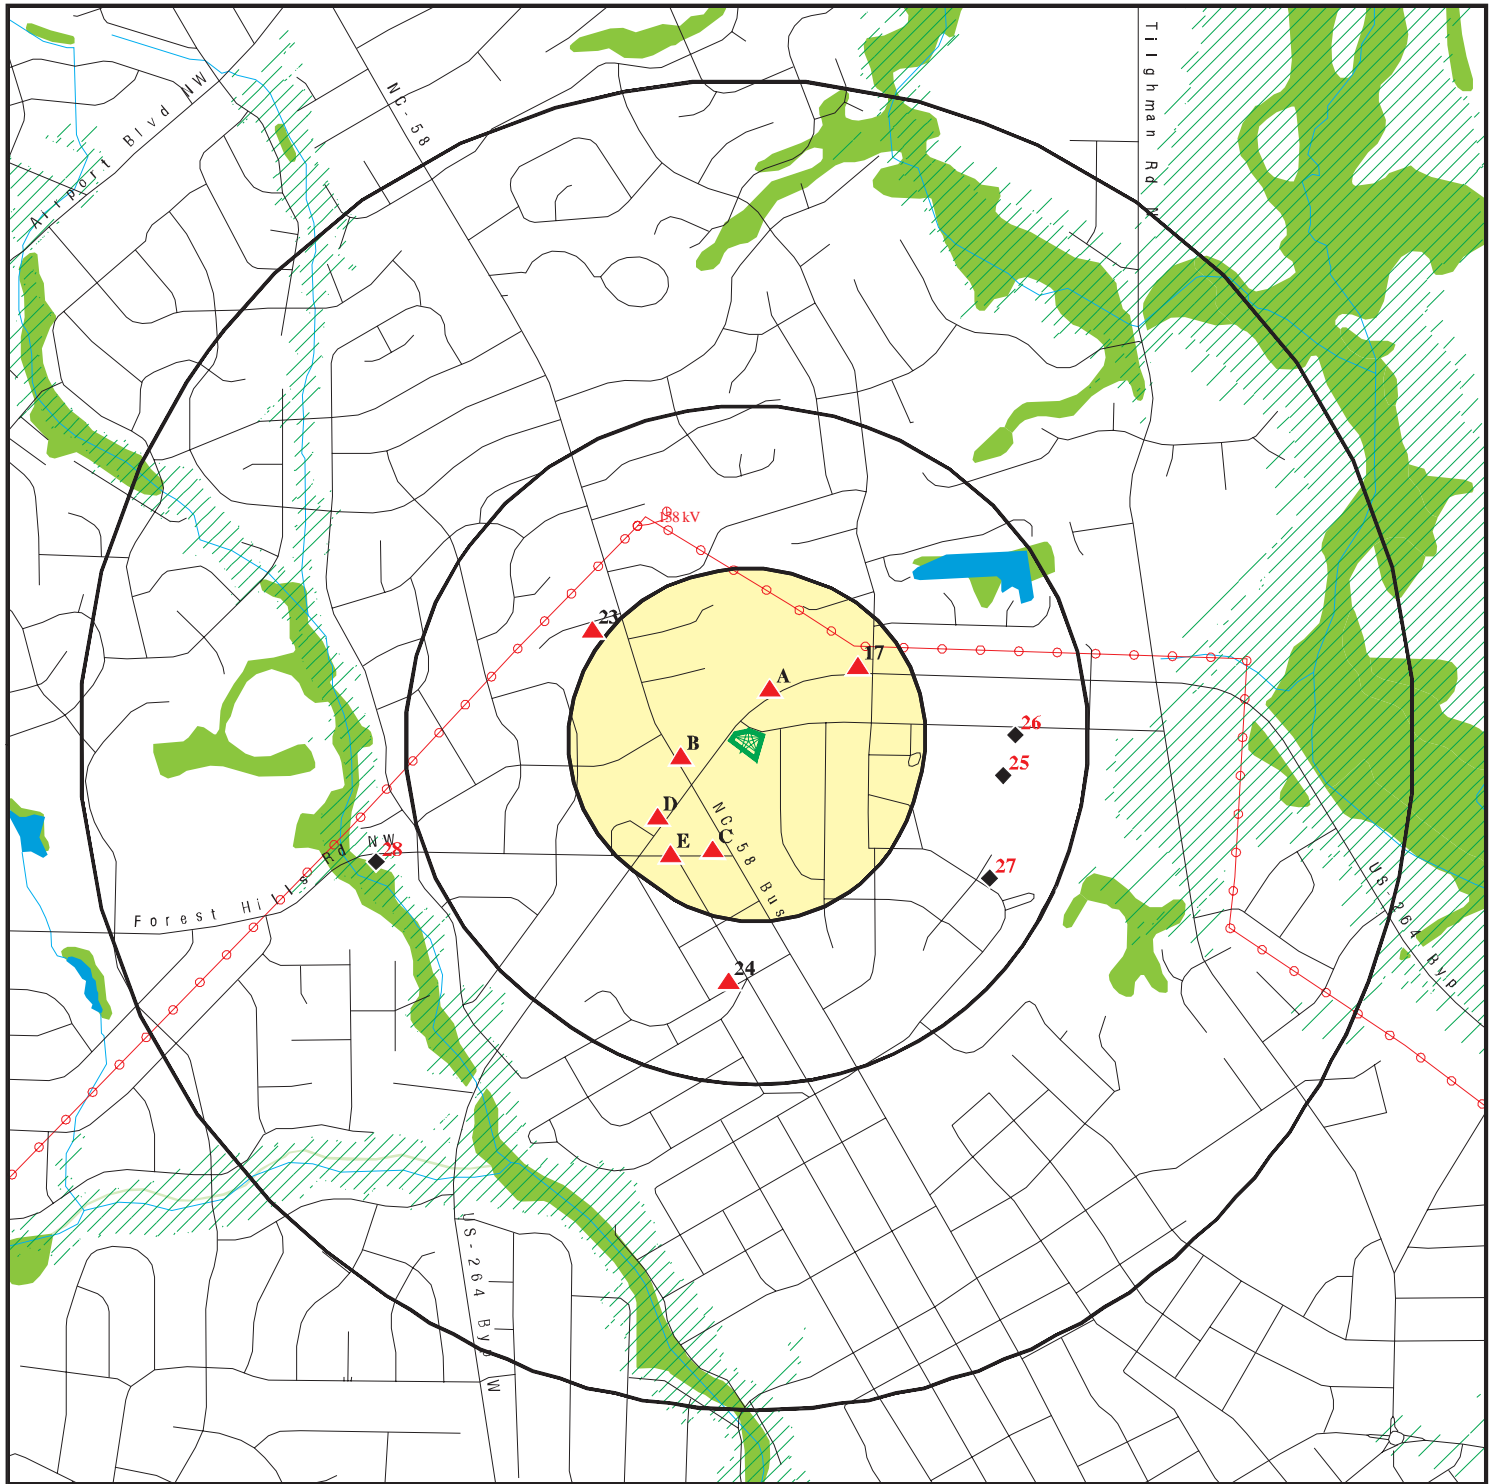 Airport Blvd NW
NC-58
Tilghman Rd N
138 kV
23
17
A
26
B
25
D
NC-58 Bus
C
E
NW
28
Forest Hills Rd
27
US-264 Byp
24
US-264 Byp W